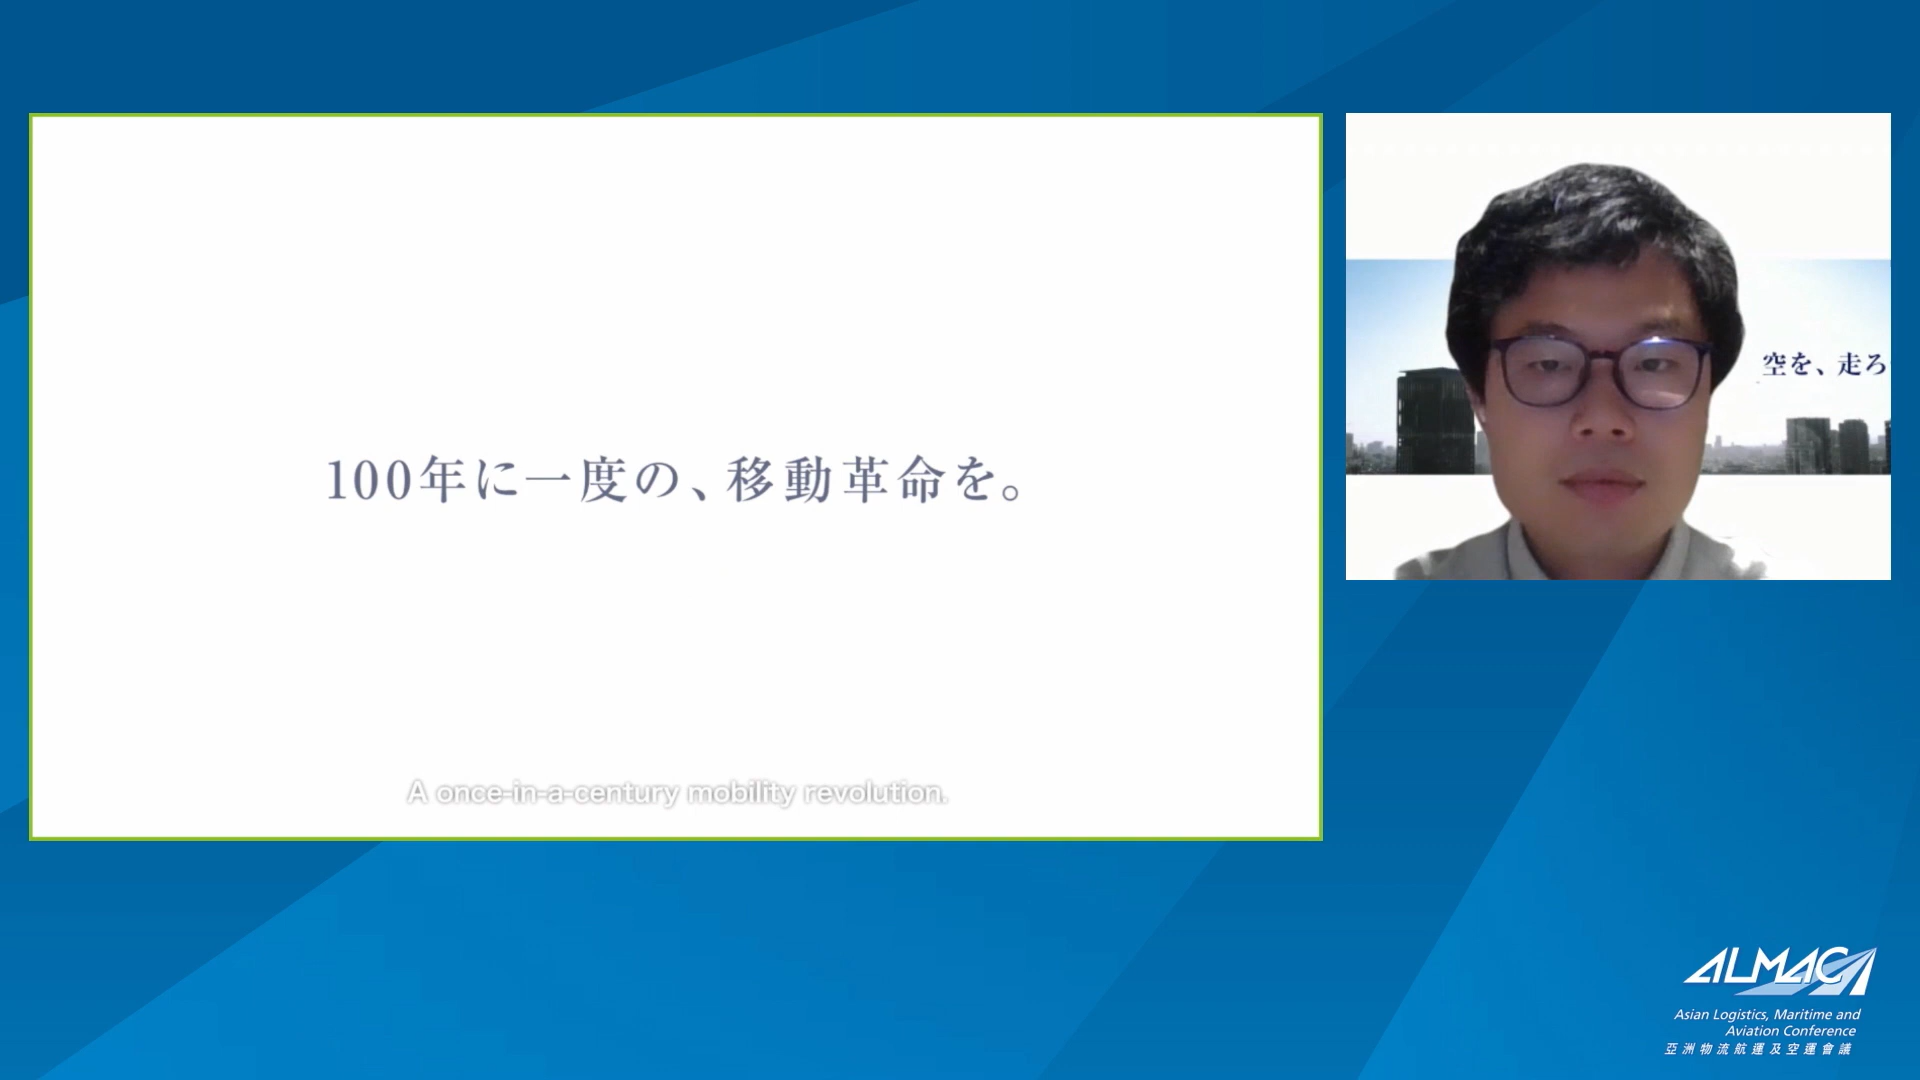 100年に一度の、移動革命を。
A once-in-a-century mobility revolution.
空を、走ろ
ALMAC
Asian Logistics, Maritime and
Aviation Conference
亞洲物流航運及空運會議